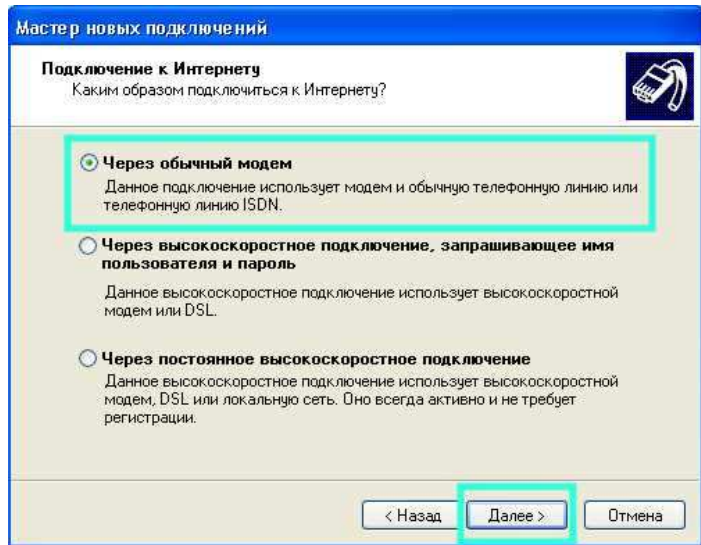 Мастер новых подключений
Подключение к Интернету
Каким образом подключиться к Интернету?
Через обычный модем
Данное подключение использует модем и обычную телефонную линию или
телефонную линию ISDN.
Через высокоскоростное подключение, запрашивающее имя
пользователя и пароль
Данное высокоскоростное подключение использует высокоскоростной
модем или DSL.
Через постоянное высокоскоростное подключение
Данное высокоскоростное подключение использует высокоскоростной
модем, DSL или локальную сеть. Оно всегда активно и не требует
регистрации.
< Назад Далее > Отмена